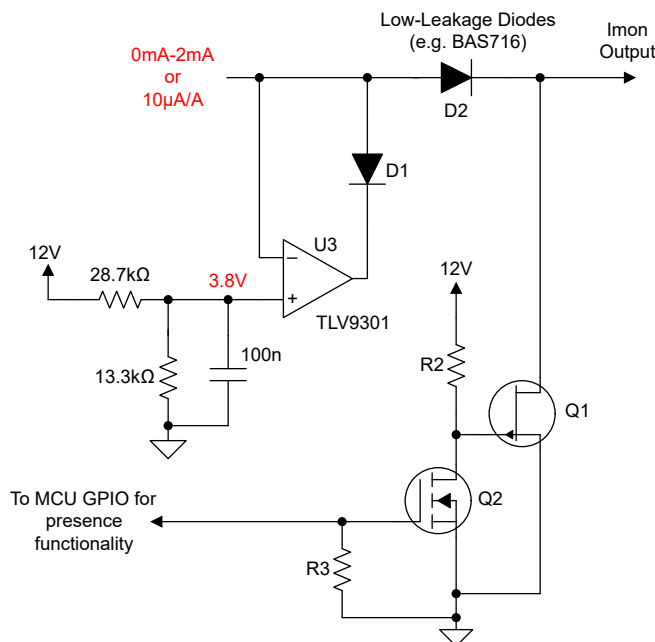 Low-Leakage Diodes
(e.g. BAS716)
Imon
Output
0mA-2mA
or
10µA/A
D2
D1
U3
12V
28.7kΩ
3.8V
−
+
TLV9301
12V
13.3kΩ
100n
R2
Q1
To MCU GPIO for
presence
functionality
Q2
R3